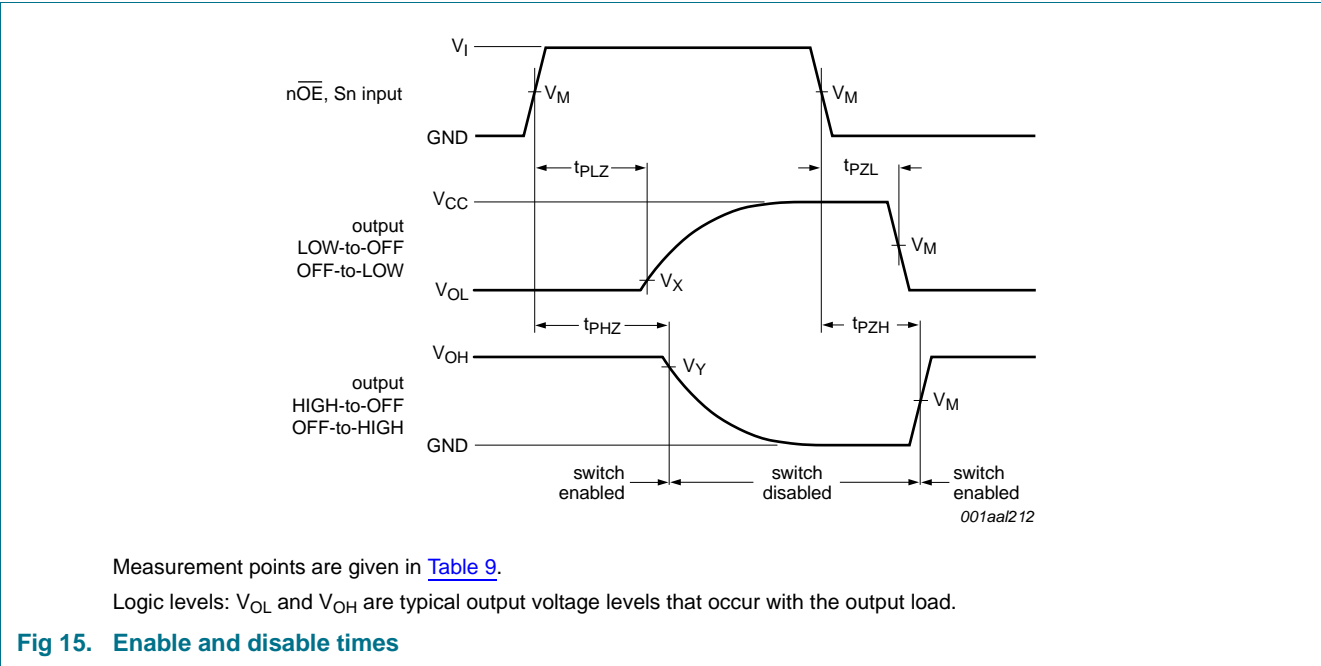 VI
nOE, Sn input
VM
VM
GND
tPLZ
tPZL
VCC
output
LOW-to-OFF
OFF-to-LOW
VM
VX
VOL
tPHZ
tPZH
VOH
VY
output
HIGH-to-OFF
OFF-to-HIGH
VM
GND
switch
enabled
switch
disabled
switch
enabled
001aal212
Measurement points are given in Table 9.
Logic levels: VOL and VOH are typical output voltage levels that occur with the output load.
Fig 15. Enable and disable times